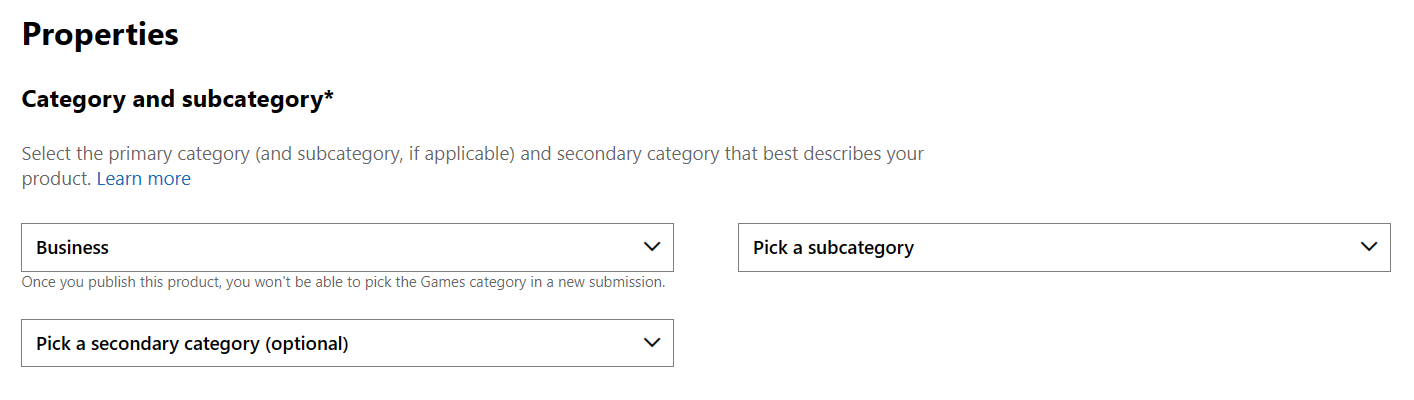 Properties
Category and subcategory*
Select the primary category (and subcategory, if applicable) and secondary category that best describes your
product. Learn more
Business
Pick a subcategory
Once you publish this product, you won't be able to pick the Games category in a new submission.
Pick a secondary category (optional)